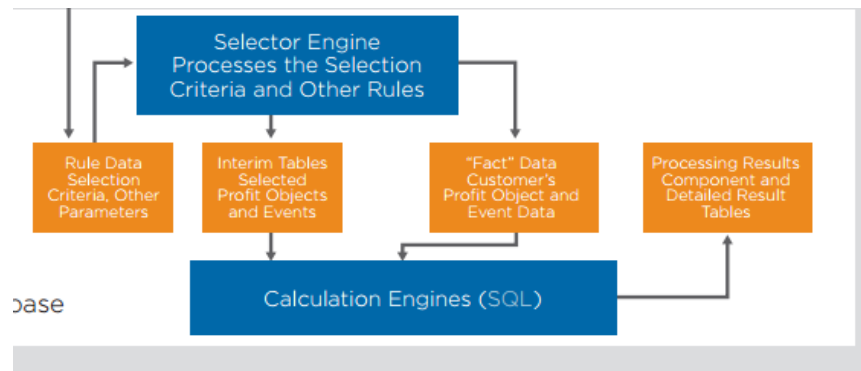 Selector Engine
Processes the Selection
Criteria and Other Rules
Rule Data
Selection
Criteria, Other
Parameters
Interim Tables
Selected
Profit Objects
and Events
“Fact” Data
Customer’s
Profit Object and
Event Data
Processing Results
Component and
Detailed Result
Tables
Calculation Engines (SQL)